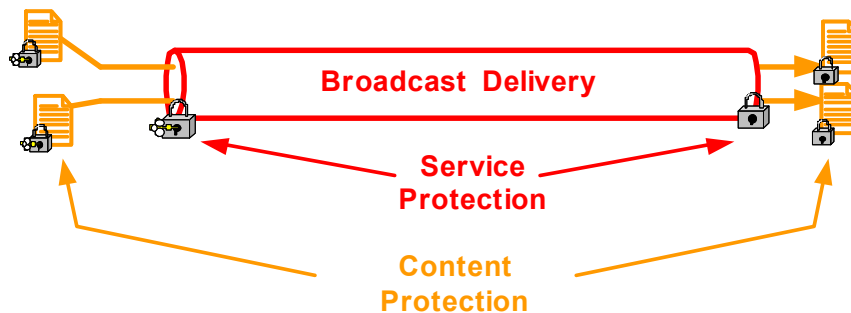 Broadcast Delivery
Service
Protection
Content
Protection